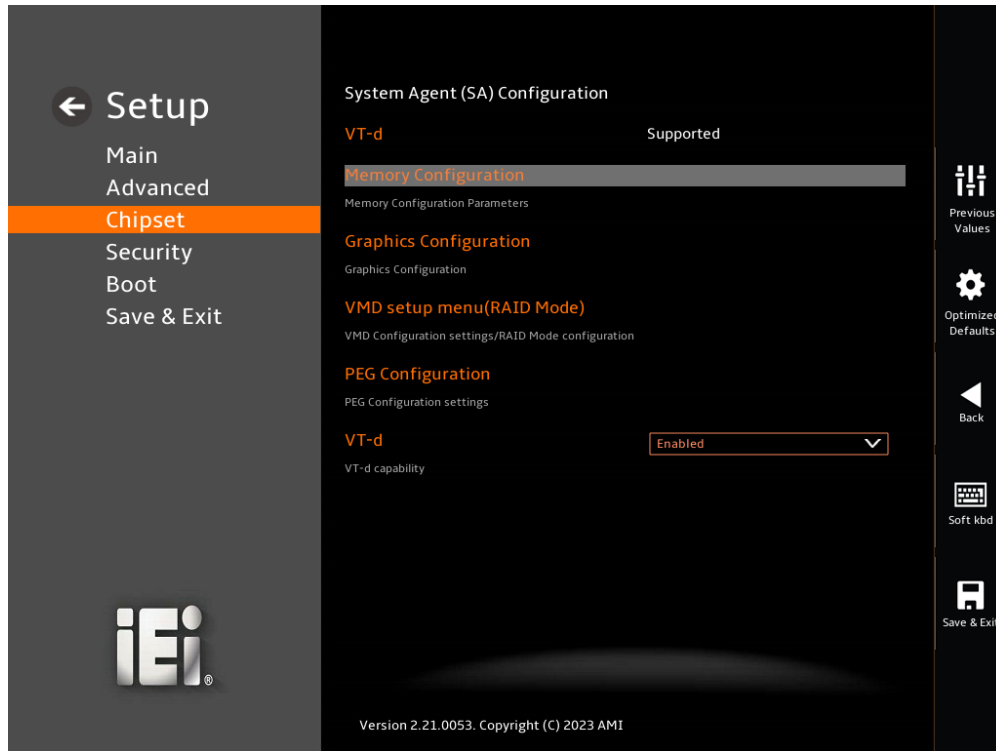 Setup
Main
Advanced
Chipset
Security
Boot
Save & Exit
iEi®
System Agent (SA) Configuration
VT-d Supported
Memory Configuration
Memory Configuration Parameters
Graphics Configuration
Graphics Configuration
VMD setup menu(RAID Mode)
VMD Configuration settings/RAID Mode configuration
PEG Configuration
PEG Configuration settings
VT-d Enabled
VT-d capability
Version 2.21.0053. Copyright (C) 2023 AMI
Previous
Values
Optimized
Defaults
Back
Soft kbd
Save & Exit